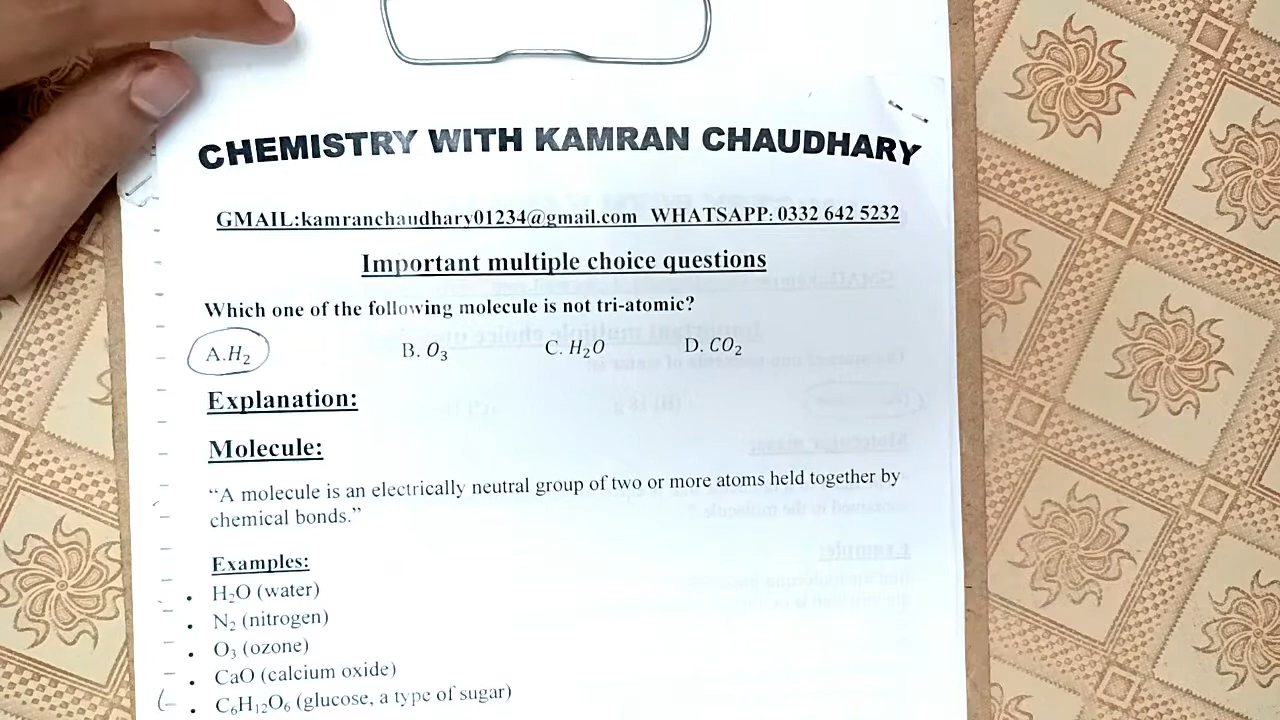 CHEMISTRY WITH KAMRAN CHAUDHARY
GMAIL:kamranchaudhary01234@gmail.com WHATSAPP: 0332 642 5232
Important multiple choice questions
Which one of the following molecule is not tri-atomic?
A.H₂ B. O₃ C. H₂O D. CO₂
Explanation:
Molecule:
“A molecule is an electrically neutral group of two or more atoms held together by
chemical bonds.”
Examples:
• H₂O (water)
• N₂ (nitrogen)
• O₃ (ozone)
• CaO (calcium oxide)
• C₆H₁₂O₆ (glucose, a type of sugar)